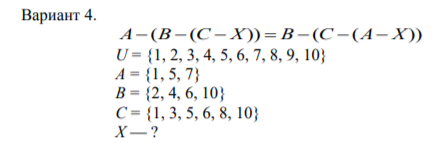 Вариант 4.
A−(B−(C−X))=B−(C−(A−X))
U = {1, 2, 3, 4, 5, 6, 7, 8, 9, 10}
A = {1, 5, 7}
B = {2, 4, 6, 10}
C = {1, 3, 5, 6, 8, 10}
X—?